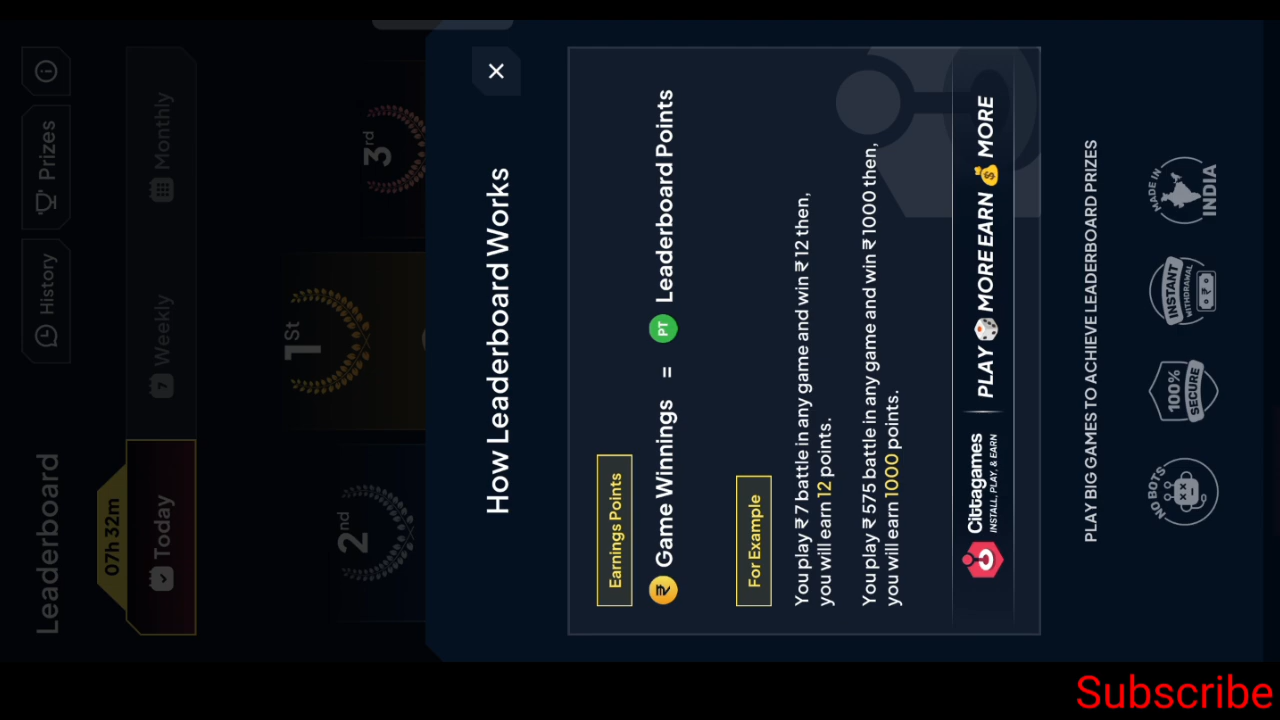 Leaderboard
History
Prizes
07h 32m
Today
7
Weekly
Monthly
2nd
1St
3rd
How Leaderboard Works
Earnings Points
₹ Game Winnings = PT Leaderboard Points
For Example
You play ₹ 7 battle in any game and win ₹ 12 then,
you will earn 12 points.
You play ₹ 575 battle in any game and win ₹ 1000 then,
you will earn 1000 points.
Cittagames
INSTALL, PLAY, & EARN
PLAY 🎲 MORE EARN 💰 MORE
PLAY BIG GAMES TO ACHIEVE LEADERBOARD PRIZES
NO BOTS
100%
SECURE
INSTANT
WITHDRAWAL
₹
MADE IN
INDIA
Subscribe